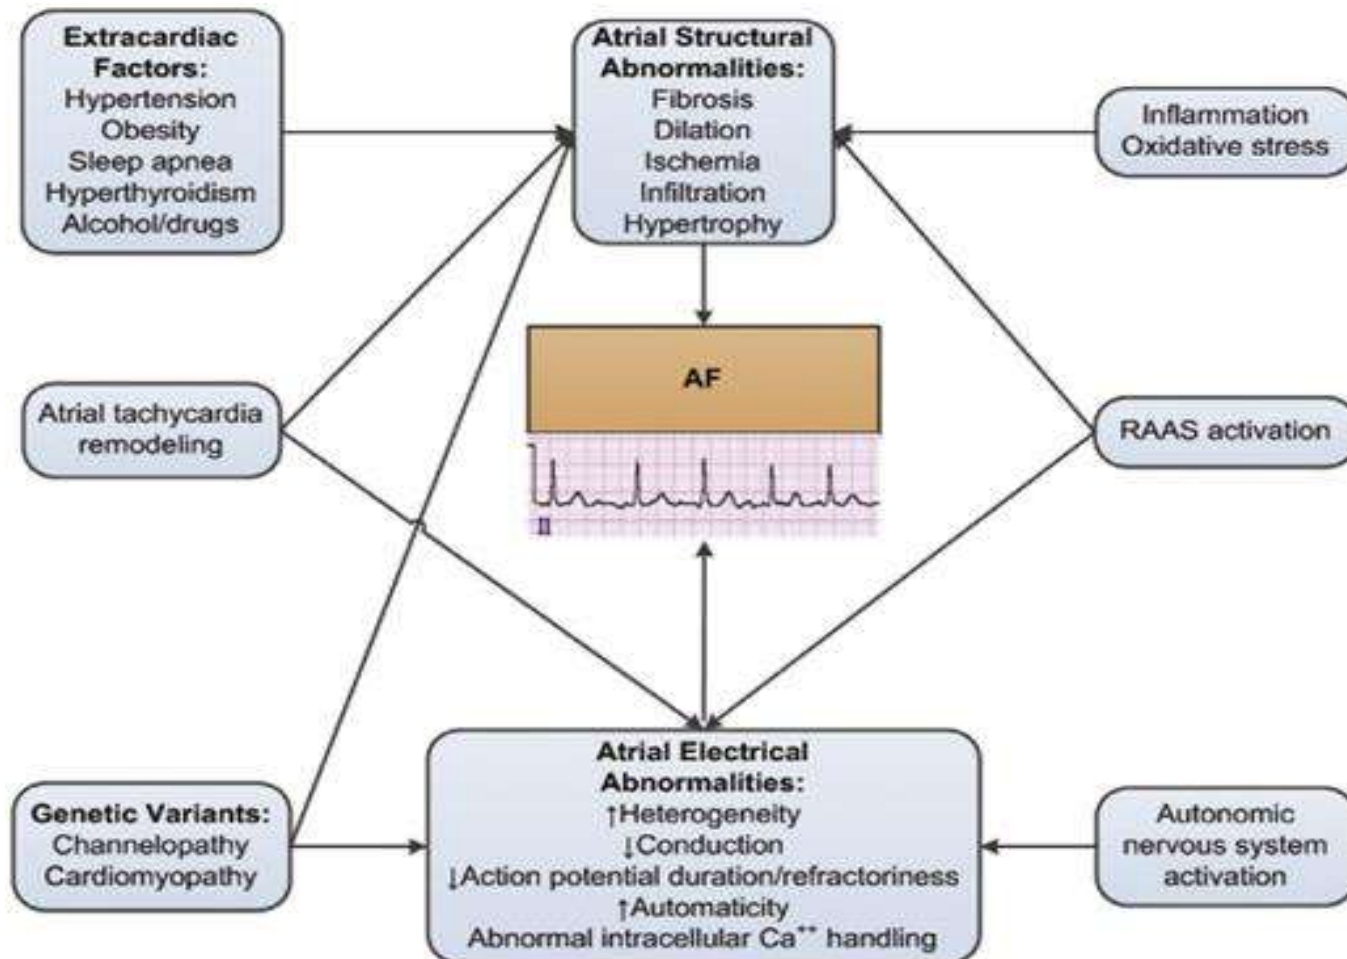 Extracardiac
Factors:
Hypertension
Obesity
Sleep apnea
Hyperthyroidism
Alcohol/drugs
Atrial Structural
Abnormalities:
Fibrosis
Dilation
Ischemia
Infiltration
Hypertrophy
Inflammation
Oxidative stress
AF
Atrial tachycardia
remodeling
RAAS activation
Genetic Variants:
Channelopathy
Cardiomyopathy
Atrial Electrical
Abnormalities:
↑Heterogeneity
↓Conduction
↓Action potential duration/refractoriness
↑Automaticity
Abnormal intracellular Ca⁺⁺ handling
Autonomic
nervous system
activation